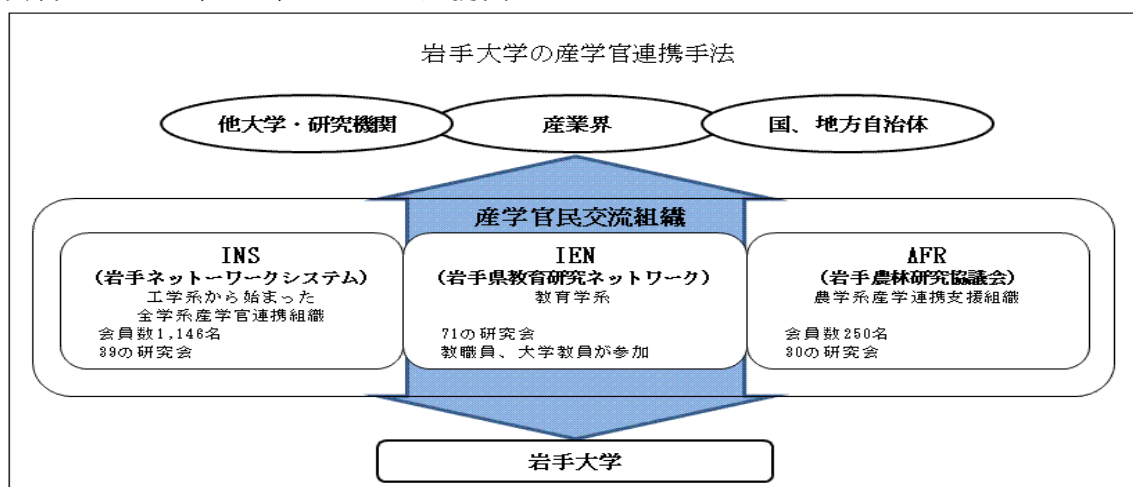 岩手大学の産学官連携手法
他大学・研究機関
産業界
国、地方自治体
産学官民交流組織
INS
(岩手ネットーワークシステム)
工学系から始まった
全学系産学官連携組織
会員数1,146名
39の研究会
IEN
(岩手県教育研究ネットワーク)
教育学系
71の研究会
教職員、大学教員が参加
AFR
(岩手農林研究協議会)
農学系産学連携支援組織
会員数250名
30の研究会
岩手大学